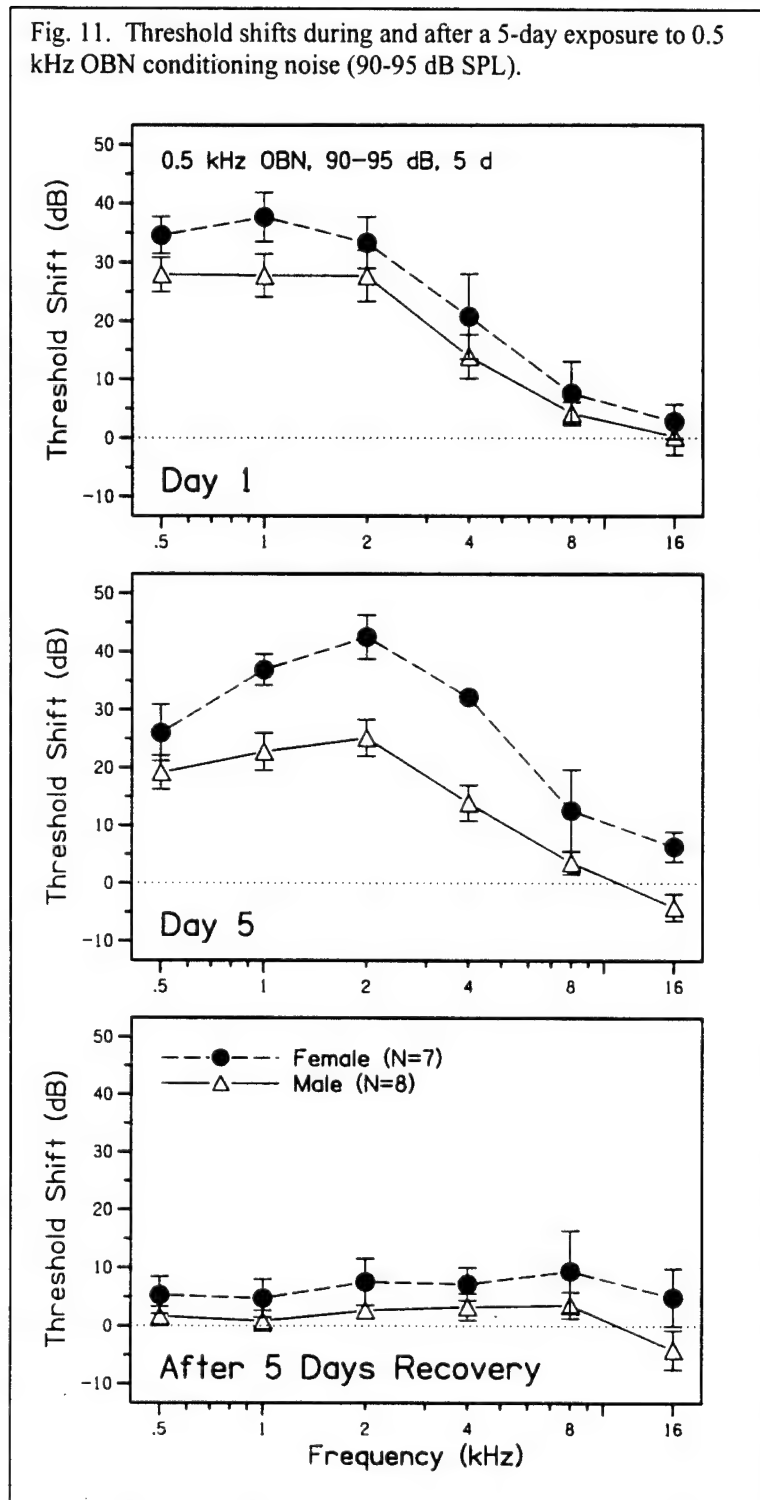 Fig. 11. Threshold shifts during and after a 5-day exposure to 0.5
kHz OBN conditioning noise (90-95 dB SPL).
0.5 kHz OBN, 90-95 dB, 5 d
Threshold Shift (dB)
50
40
30
20
10
0
-10
Day 1
.5 1 2 4 8 16
Threshold Shift (dB)
50
40
30
20
10
0
-10
Day 5
.5 1 2 4 8 16
Female (N=7)
Male (N=8)
Threshold Shift (dB)
50
40
30
20
10
0
-10
After 5 Days Recovery
.5 1 2 4 8 16
Frequency (kHz)